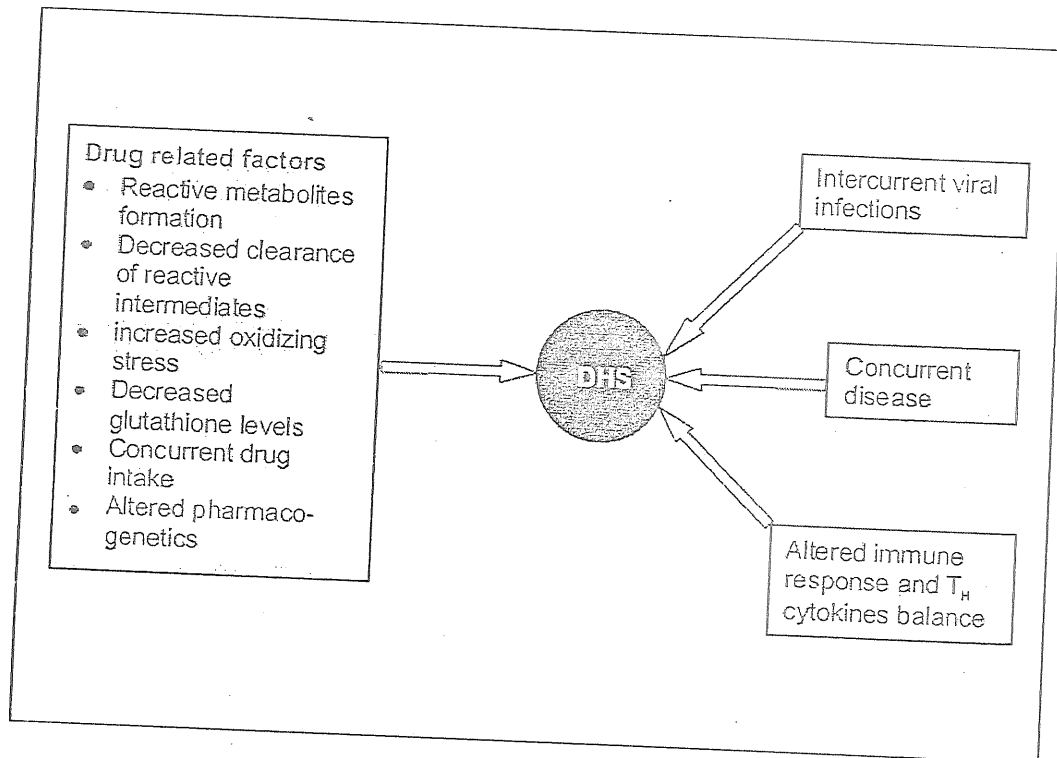 Drug related factors
• Reactive metabolites
formation
• Decreased clearance
of reactive
intermediates
• increased oxidizing
stress
• Decreased
glutathione levels
• Concurrent drug
intake
• Altered pharmaco-
genetics
DHS
Intercurrent viral
infections
Concurrent
disease
Altered immune
response and T_H
cytokines balance